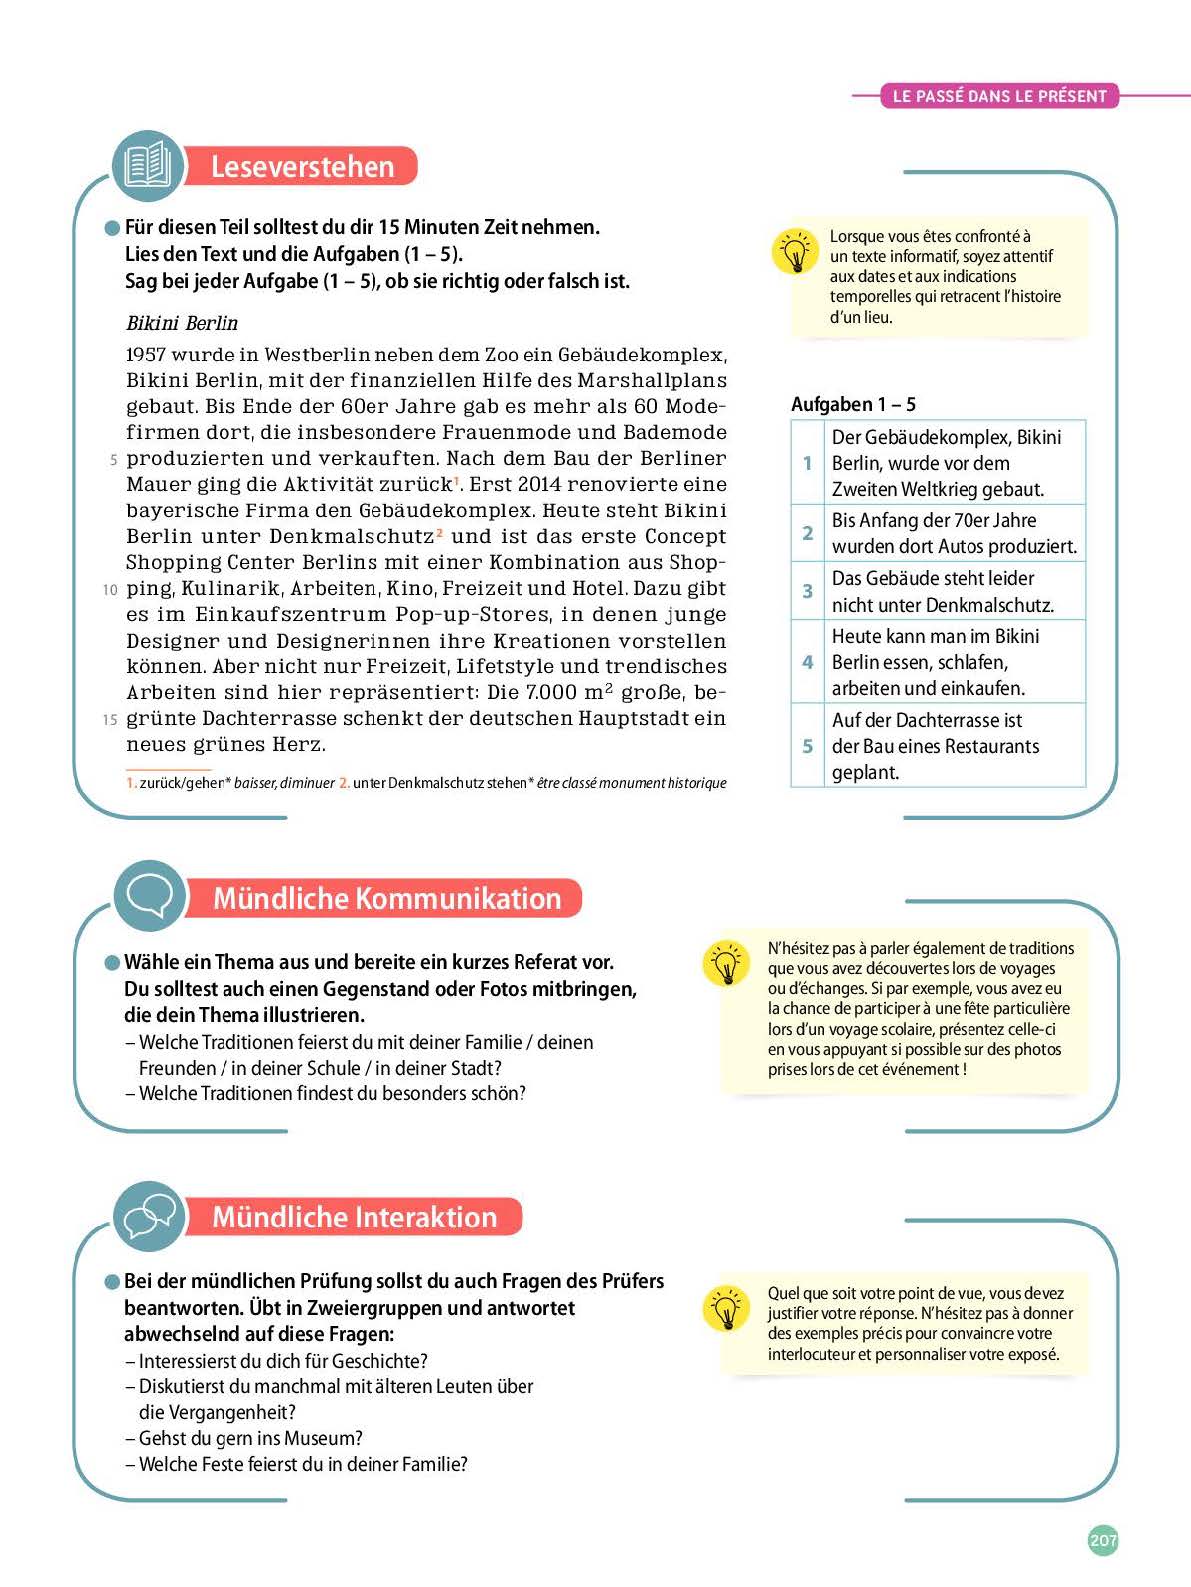 LE PASSÉ DANS LE PRÉSENT
Leseverstehen
Für diesen Teil solltest du dir 15 Minuten Zeit nehmen.
Lies den Text und die Aufgaben (1 – 5).
Sag bei jeder Aufgabe (1 – 5), ob sie richtig oder falsch ist.
Bikini Berlin
1957 wurde in Westberlin neben dem Zoo ein Gebäudekomplex,
Bikini Berlin, mit der finanziellen Hilfe des Marshallplans
gebaut. Bis Ende der 60er Jahre gab es mehr als 60 Mode-
firmen dort, die insbesondere Frauenmode und Bademode
5 produzierten und verkauften. Nach dem Bau der Berliner
Mauer ging die Aktivität zurück¹. Erst 2014 renovierte eine
bayerische Firma den Gebäudekomplex. Heute steht Bikini
Berlin unter Denkmalschutz² und ist das erste Concept
Shopping Center Berlins mit einer Kombination aus Shop-
10 ping, Kulinarik, Arbeiten, Kino, Freizeit und Hotel. Dazu gibt
es im Einkaufszentrum Pop-up-Stores, in denen junge
Designer und Designerinnen ihre Kreationen vorstellen
können. Aber nicht nur Freizeit, Lifetstyle und trendisches
Arbeiten sind hier repräsentiert: Die 7.000 m² große, be-
15 grünte Dachterrasse schenkt der deutschen Hauptstadt ein
neues grünes Herz.
1. zurück/gehen* baisser, diminuer 2. unter Denkmalschutz stehen* être classé monument historique
Lorsque vous êtes confronté à
un texte informatif, soyez attentif
aux dates et aux indications
temporelles qui retracent l'histoire
d'un lieu.
Aufgaben 1 – 5
1 Der Gebäudekomplex, Bikini
Berlin, wurde vor dem
Zweiten Weltkrieg gebaut.
2 Bis Anfang der 70er Jahre
wurden dort Autos produziert.
3 Das Gebäude steht leider
nicht unter Denkmalschutz.
4 Heute kann man im Bikini
Berlin essen, schlafen,
arbeiten und einkaufen.
5 Auf der Dachterrasse ist
der Bau eines Restaurants
geplant.
Mündliche Kommunikation
Wähle ein Thema aus und bereite ein kurzes Referat vor.
Du solltest auch einen Gegenstand oder Fotos mitbringen,
die dein Thema illustrieren.
– Welche Traditionen feierst du mit deiner Familie / deinen
Freunden / in deiner Schule / in deiner Stadt?
– Welche Traditionen findest du besonders schön?
N'hésitez pas à parler également de traditions
que vous avez découvertes lors de voyages
ou d'échanges. Si par exemple, vous avez eu
la chance de participer à une fête particulière
lors d'un voyage scolaire, présentez celle-ci
en vous appuyant si possible sur des photos
prises lors de cet événement !
Mündliche Interaktion
Bei der mündlichen Prüfung sollst du auch Fragen des Prüfers
beantworten. Übt in Zweiergruppen und antwortet
abwechselnd auf diese Fragen:
– Interessierst du dich für Geschichte?
– Diskutierst du manchmal mit älteren Leuten über
die Vergangenheit?
– Gehst du gern ins Museum?
– Welche Feste feierst du in deiner Familie?
Quel que soit votre point de vue, vous devez
justifier votre réponse. N'hésitez pas à donner
des exemples précis pour convaincre votre
interlocuteur et personnaliser votre exposé.
207